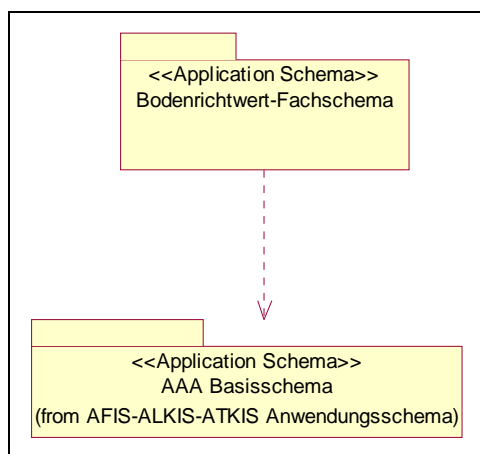 <<Application Schema>>
Bodenrichtwert-Fachschema
<<Application Schema>>
AAA Basisschema
(from AFIS-ALKIS-ATKIS Anwendungsschema)